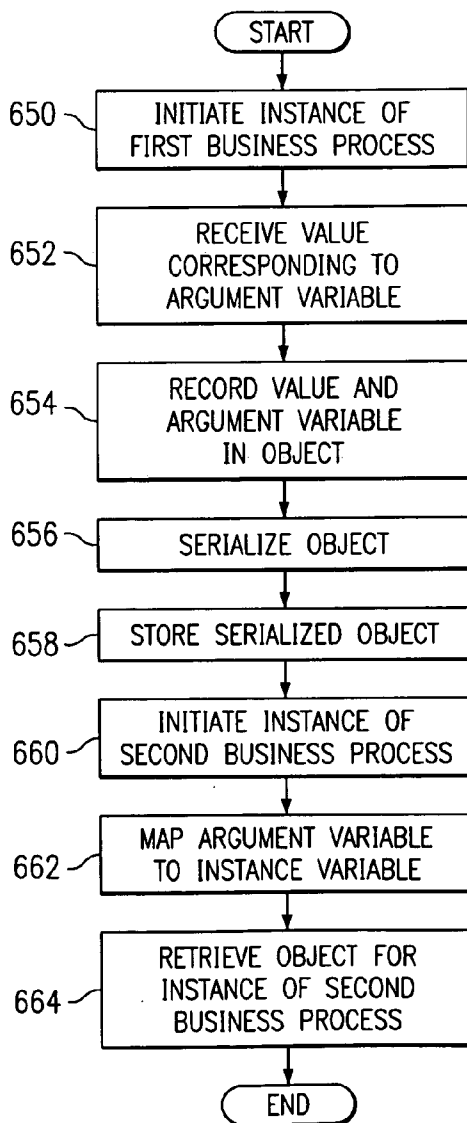 START
650
INITIATE INSTANCE OF
FIRST BUSINESS PROCESS
652
RECEIVE VALUE
CORRESPONDING TO
ARGUMENT VARIABLE
654
RECORD VALUE AND
ARGUMENT VARIABLE
IN OBJECT
656
SERIALIZE OBJECT
658
STORE SERIALIZED OBJECT
660
INITIATE INSTANCE OF
SECOND BUSINESS PROCESS
662
MAP ARGUMENT VARIABLE
TO INSTANCE VARIABLE
664
RETRIEVE OBJECT FOR
INSTANCE OF SECOND
BUSINESS PROCESS
END